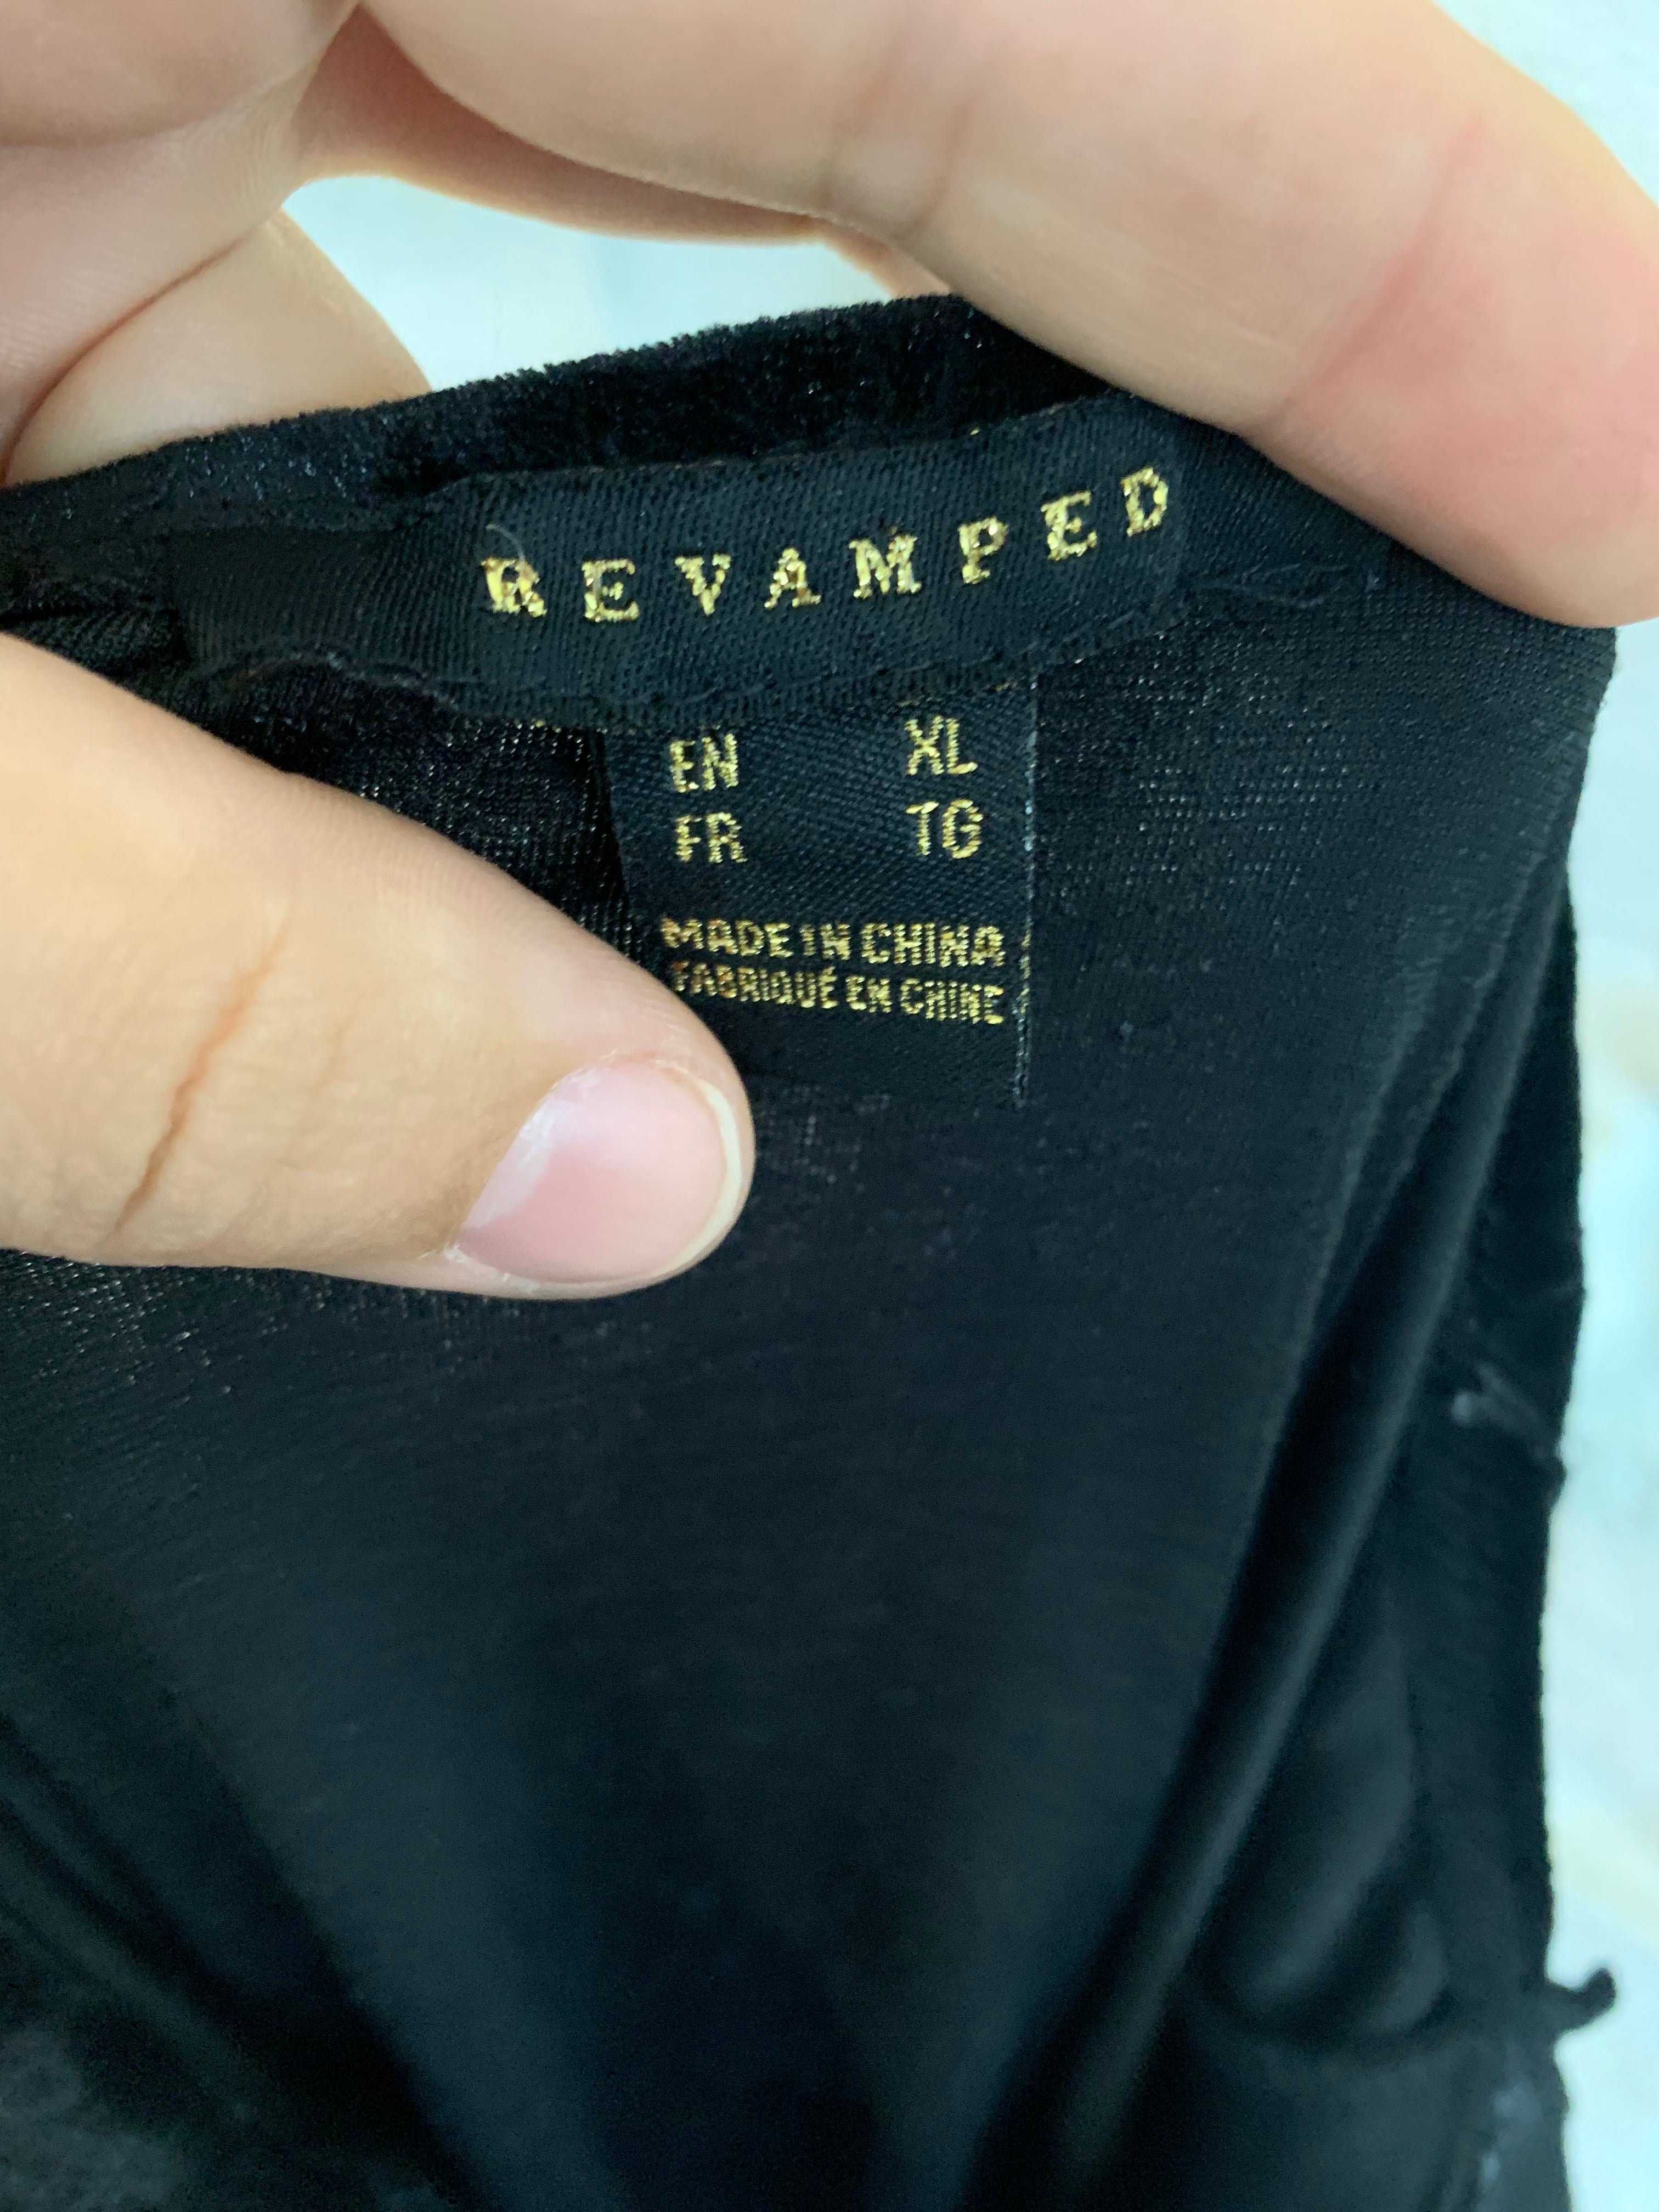 REVAMPED
EN XL
FR TG
MADE IN CHINA
FABRIQUÉ EN CHINE